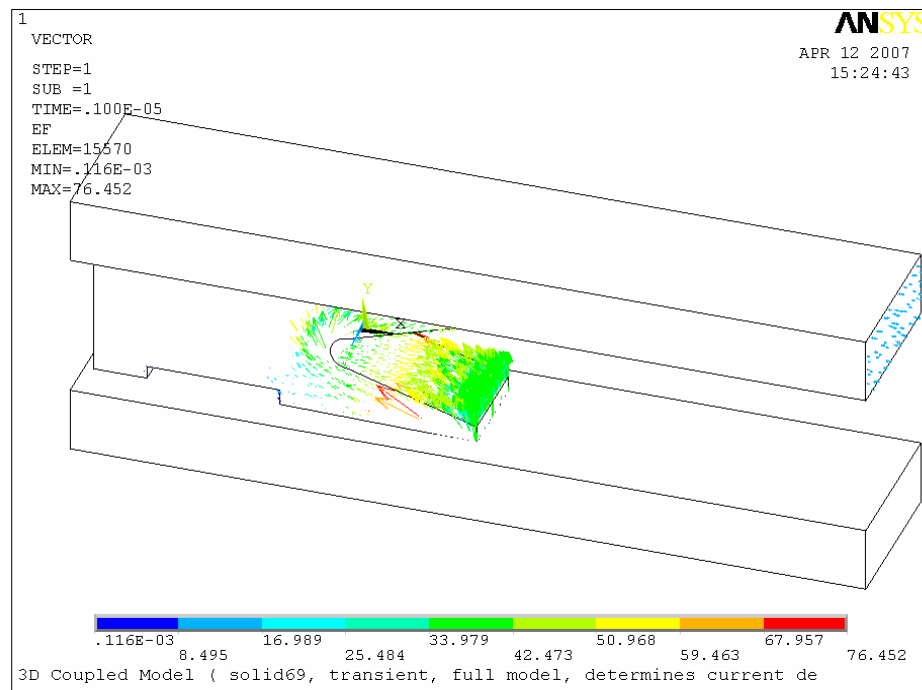 1
ANSYS
VECTOR
APR 12 2007
15:24:43
STEP=1
SUB =1
TIME=.100E-05
EF
ELEM=15570
MIN=.116E-03
MAX=76.452
Y
X
.116E-03 16.989 33.979 50.968 67.957
8.495 25.484 42.473 59.463 76.452
3D Coupled Model ( solid69, transient, full model, determines current de